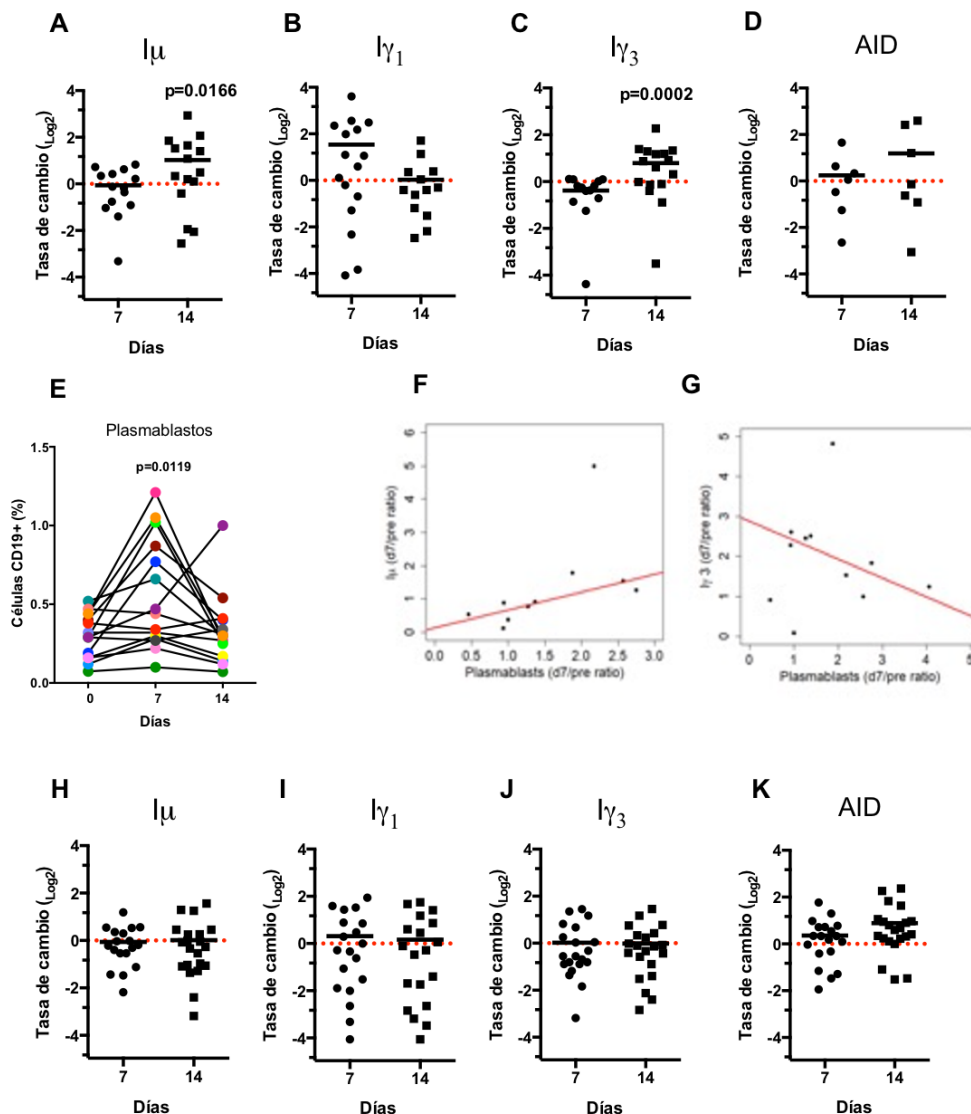 A
B
C
D
Iμ
Iγ1
Iγ3
AID
p=0.0166
p=0.0002
Tasa de cambio (Log2)
4
2
0
-2
-4
7
14
Días
Tasa de cambio (Log2)
4
2
0
-2
-4
7
14
Días
Tasa de cambio (Log2)
4
2
0
-2
-4
7
14
Días
Tasa de cambio (Log2)
4
2
0
-2
-4
7
14
Días
E
Plasmablastos
p=0.0119
Células CD19+ (%)
1.5
1.0
0.5
0.0
0
7
14
Días
F
Iμ (d7/pre ratio)
6
5
4
3
2
1
0
0.0 0.5 1.0 1.5 2.0 2.5 3.0
Plasmablasts (d7/pre ratio)
G
Iγ 3 (d7/pre ratio)
5
4
3
2
1
0
0 1 2 3 4 5
Plasmablasts (d7/pre ratio)
H
I
J
K
Iμ
Iγ1
Iγ3
AID
Tasa de cambio (Log2)
4
2
0
-2
-4
7
14
Días
Tasa de cambio (Log2)
4
2
0
-2
-4
7
14
Días
Tasa de cambio (Log2)
4
2
0
-2
-4
7
14
Días
Tasa de cambio (Log2)
4
2
0
-2
-4
7
14
Días